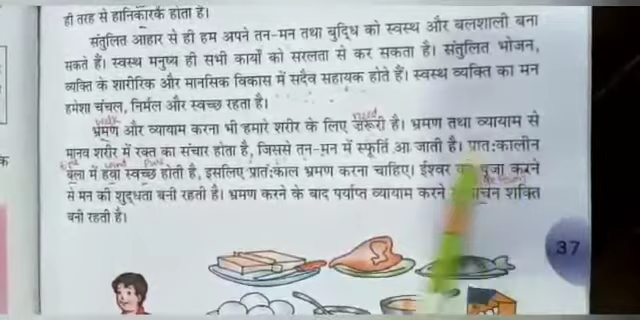 ही तरह से हानिकारक होता है।
संतुलित आहार से ही हम अपने तन-मन तथा बुद्धि को स्वस्थ और बलशाली बना
सकते हैं। स्वस्थ मनुष्य ही सभी कार्यों को सरलता से कर सकता है। संतुलित भोजन,
व्यक्ति के शारीरिक और मानसिक विकास में सदैव सहायक होते हैं। स्वस्थ व्यक्ति का मन
हमेशा चंचल, निर्मल और स्वच्छ रहता है।
need
भ्रमण और व्यायाम करना भी हमारे शरीर के लिए जरूरी है। भ्रमण तथा व्यायाम से
मानव शरीर में रक्त का संचार होता है, जिससे तन-मन में स्फूर्ति आ जाती है। प्रात:कालीन
wind Pure
बेला में हवा स्वच्छ होती है, इसलिए प्रात:काल भ्रमण करना चाहिए। ईश्वर पूजा करने
से मन की शुद्धता बनी रहती है। भ्रमण करने के बाद पर्याप्त व्यायाम करने शक्ति
बनी रहती है।
37